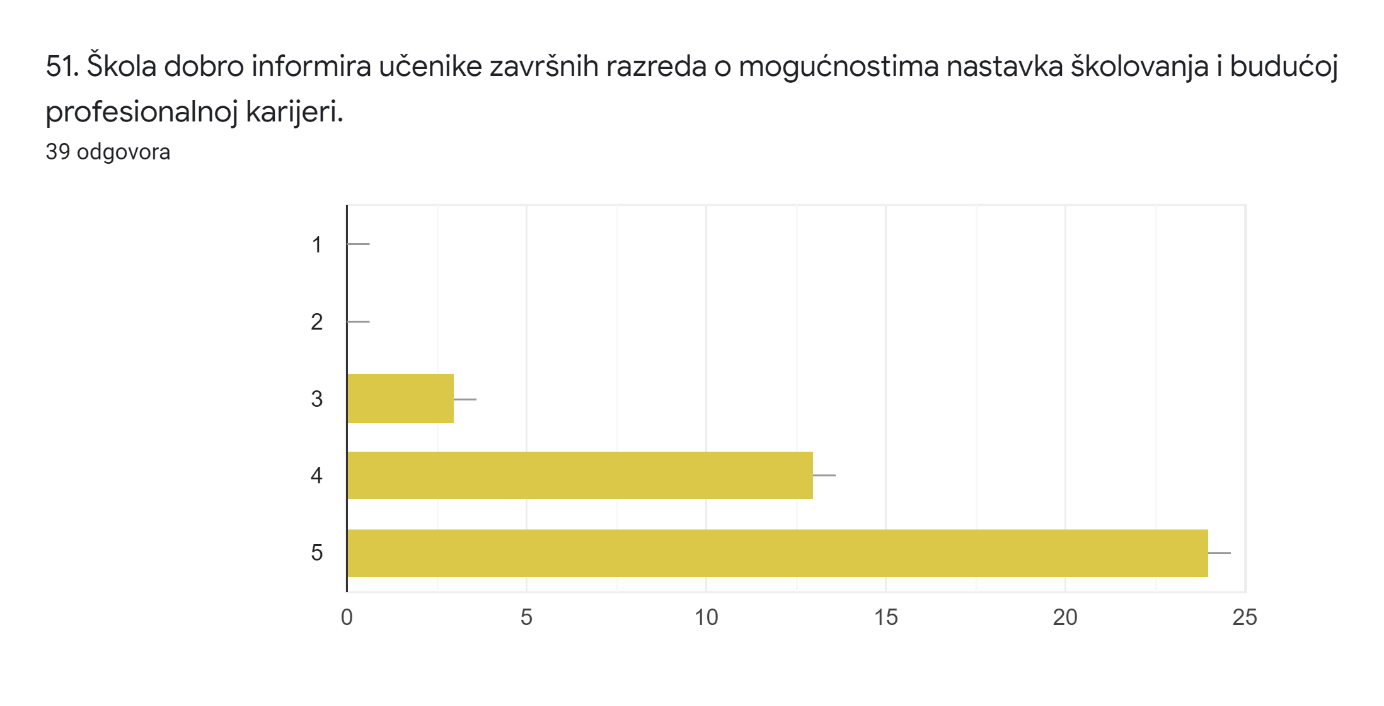 51. Škola dobro informira učenike završnih razreda o mogućnostima nastavka školovanja i budućoj
profesionalnoj karijeri.
39 odgovora
1
2
3
4
5
0 5 10 15 20 25